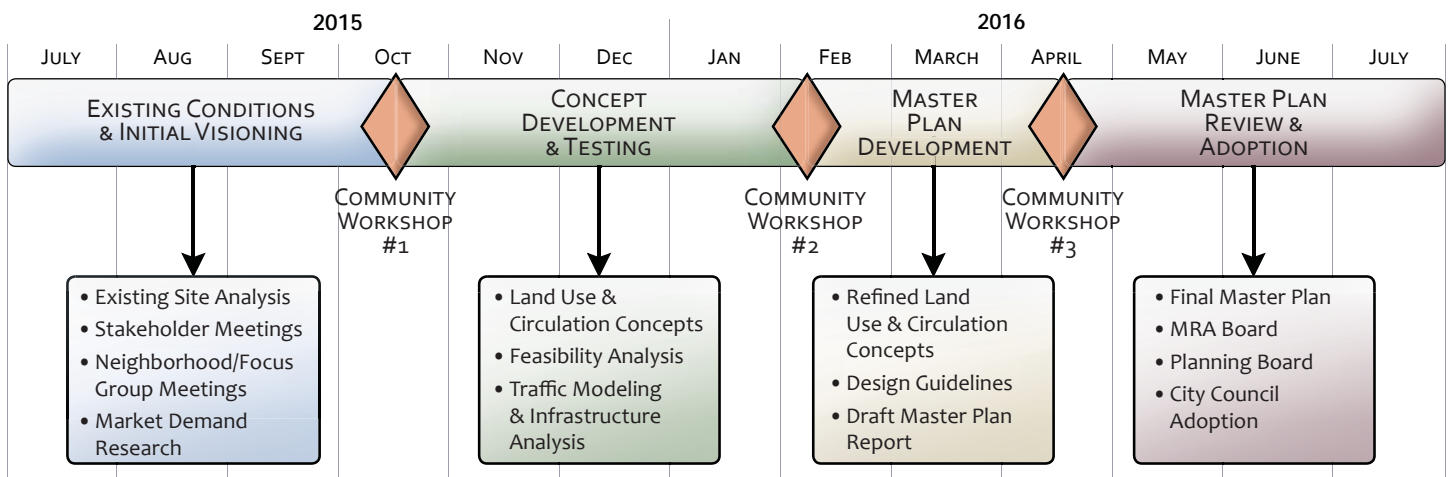 2015
2016
July Aug Sept Oct Nov Dec Jan Feb March April May June July
Existing Conditions
& Initial Visioning
Concept
Development
& Testing
Master
Plan
Development
Master Plan
Review &
Adoption
Community
Workshop
#1
Community
Workshop
#2
Community
Workshop
#3
• Existing Site Analysis
• Stakeholder Meetings
• Neighborhood/Focus
Group Meetings
• Market Demand
Research
• Land Use &
Circulation Concepts
• Feasibility Analysis
• Traffic Modeling
& Infrastructure
Analysis
• Refined Land
Use & Circulation
Concepts
• Design Guidelines
• Draft Master Plan
Report
• Final Master Plan
• MRA Board
• Planning Board
• City Council
Adoption